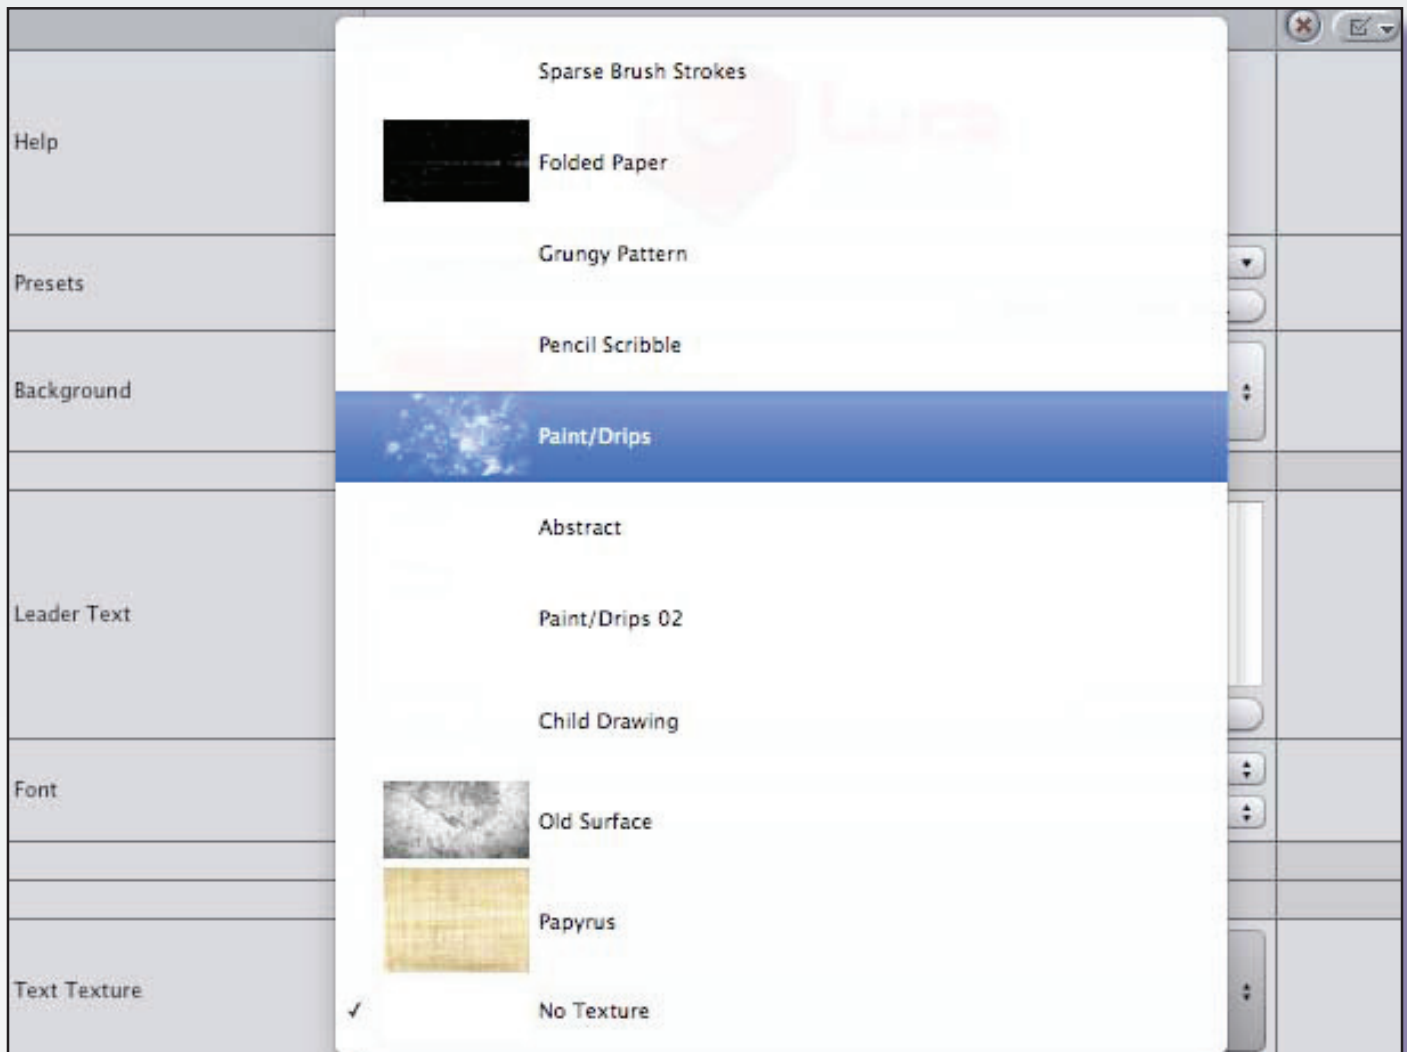 Help
Presets
Background
Leader Text
Font
Text Texture
Luca
Sparse Brush Strokes
Folded Paper
Grungy Pattern
Pencil Scribble
Paint/Drips
Abstract
Paint/Drips 02
Child Drawing
Old Surface
Papyrus
✓ No Texture